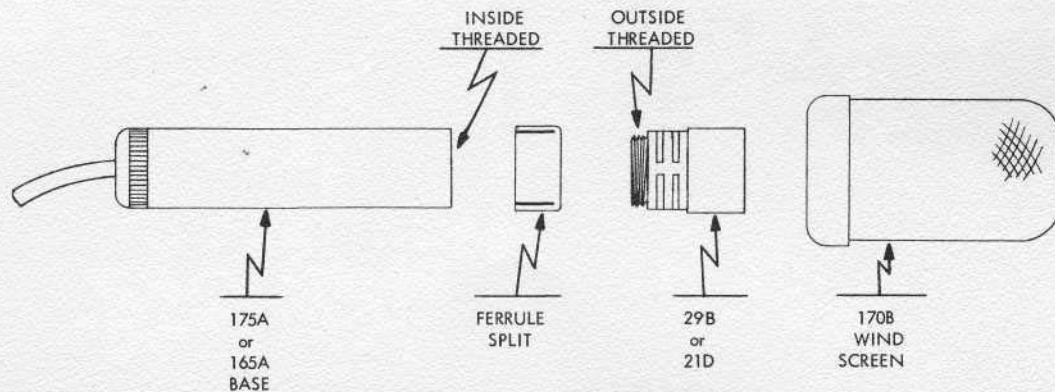 INSIDE
THREADED
OUTSIDE
THREADED
175A
or
165A
BASE
FERRULE
SPLIT
29B
or
21D
170B
WIND
SCREEN